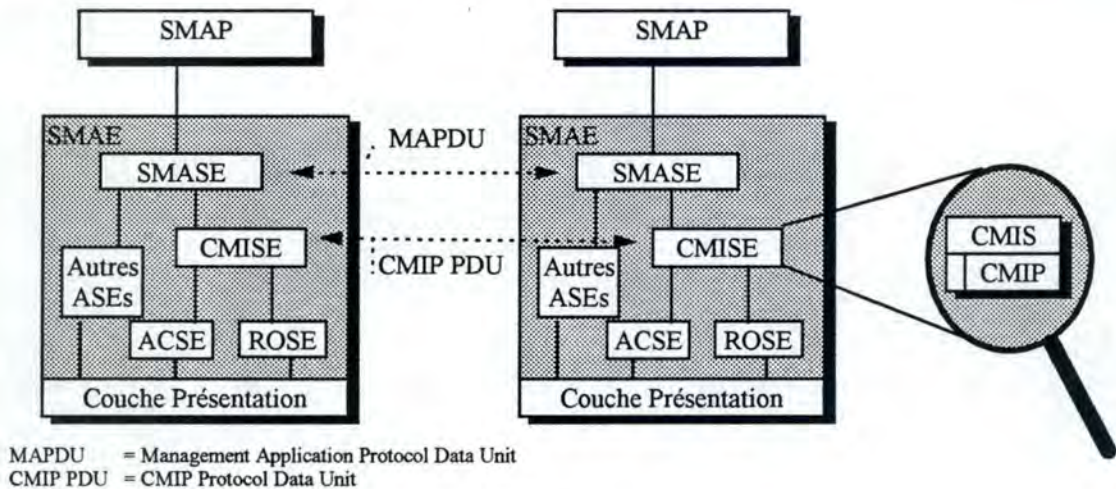 SMAP
SMAP
SMAE
SMASE
CMISE
Autres
ASEs
ACSE
ROSE
Couche Présentation
MAPDU
CMIP PDU
SMAE
SMASE
CMISE
Autres
ASEs
ACSE
ROSE
Couche Présentation
CMIS
CMIP
MAPDU = Management Application Protocol Data Unit
CMIP PDU = CMIP Protocol Data Unit